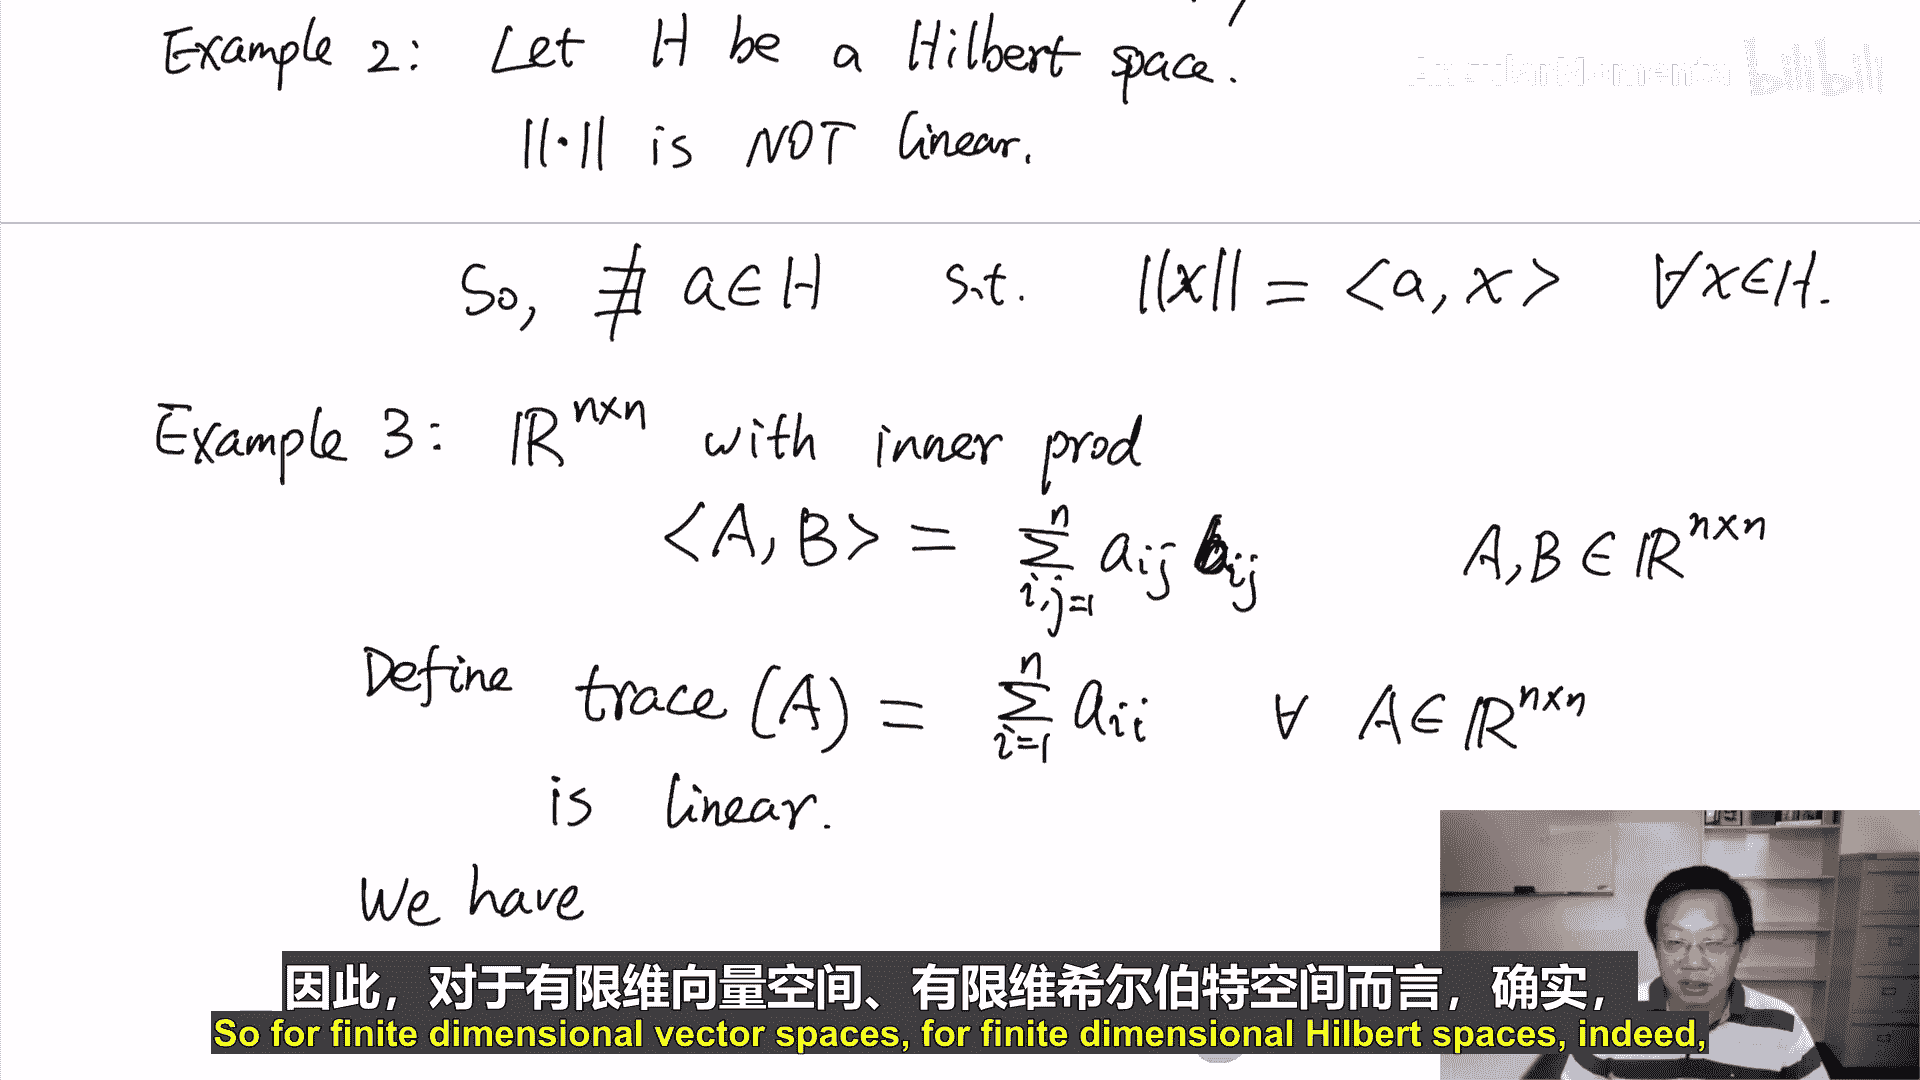 Example 2: Let H be a Hilbert space.
bilibili
||·|| is NOT linear.
So, ∄ a∈H s.t. ||x|| = <a, x> ∀x∈H.
Example 3: ℝ^{n×n} with inner prod
<A, B> = Σ_{i,j=1}^{n} a_{ij} b_{ij} A,B ∈ ℝ^{n×n}
Define trace (A) = Σ_{i=1}^{n} a_{ii} ∀ A∈ ℝ^{n×n}
is linear.
We have
因此，对于有限维向量空间、有限维希尔伯特空间而言，确实，
So for finite dimensional vector spaces, for finite dimensional Hilbert spaces, indeed,